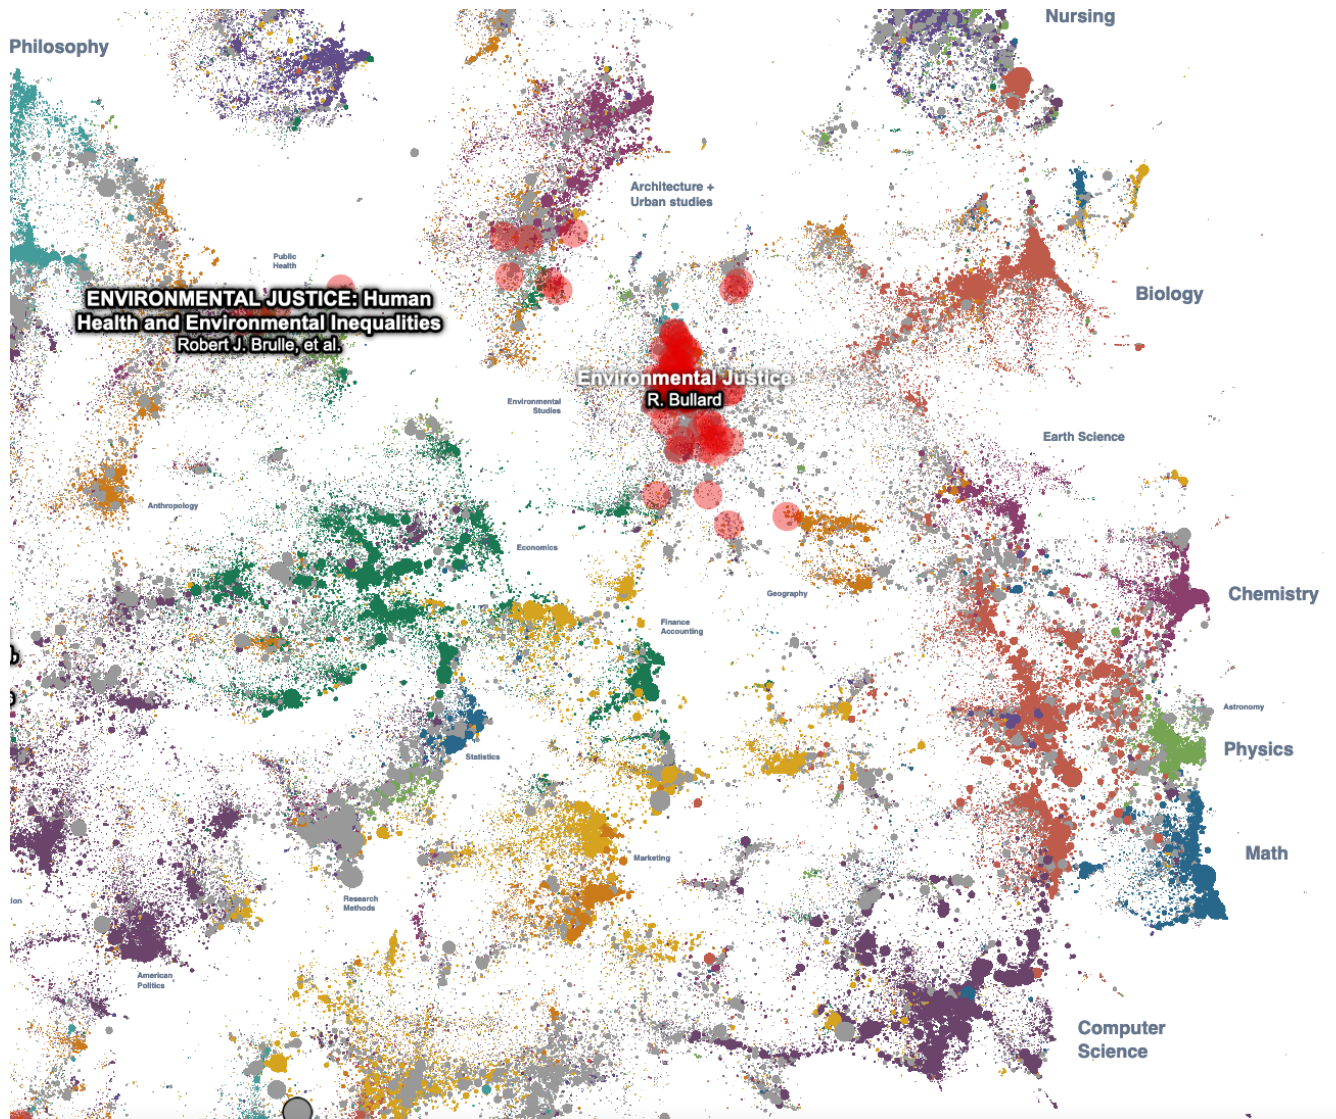 Philosophy
Nursing
Architecture +
Urban studies
Public
Health
ENVIRONMENTAL JUSTICE: Human
Health and Environmental Inequalities
Robert J. Brulle, et al.
Biology
Environmental Justice
R. Bullard
Environmental
Studies
Earth Science
Anthropology
Economics
Geography
Chemistry
Finance
Accounting
Astronomy
Physics
Statistics
Math
Marketing
Research
Methods
American
Politics
Computer
Science